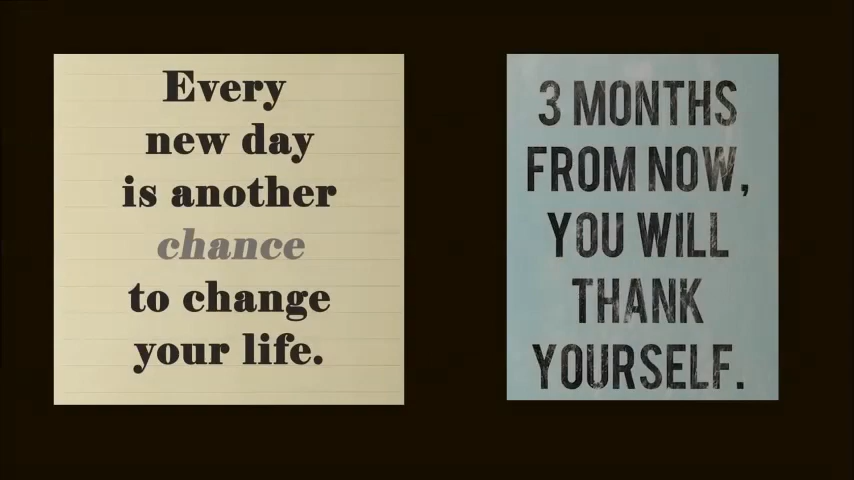 Every
new day
is another
chance
to change
your life.
3 MONTHS
FROM NOW,
YOU WILL
THANK
YOURSELF.